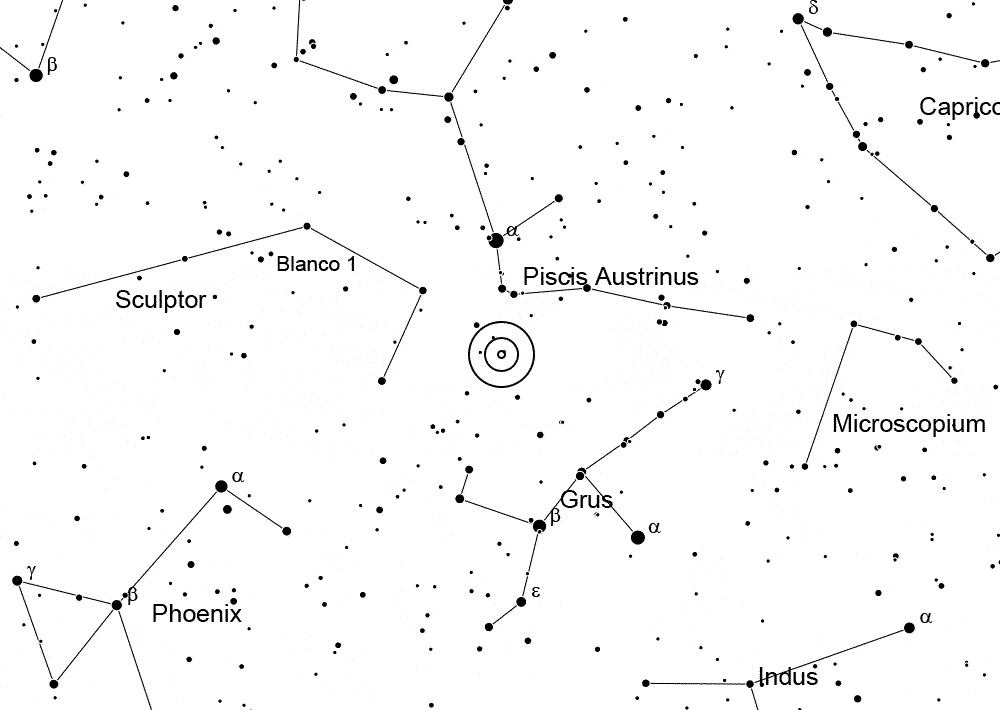 δ
β
Caprico
α
Blanco 1
Piscis Austrinus
Sculptor
γ
Microscopium
α
Grus
β
α
γ
β
ε
Phoenix
α
Indus